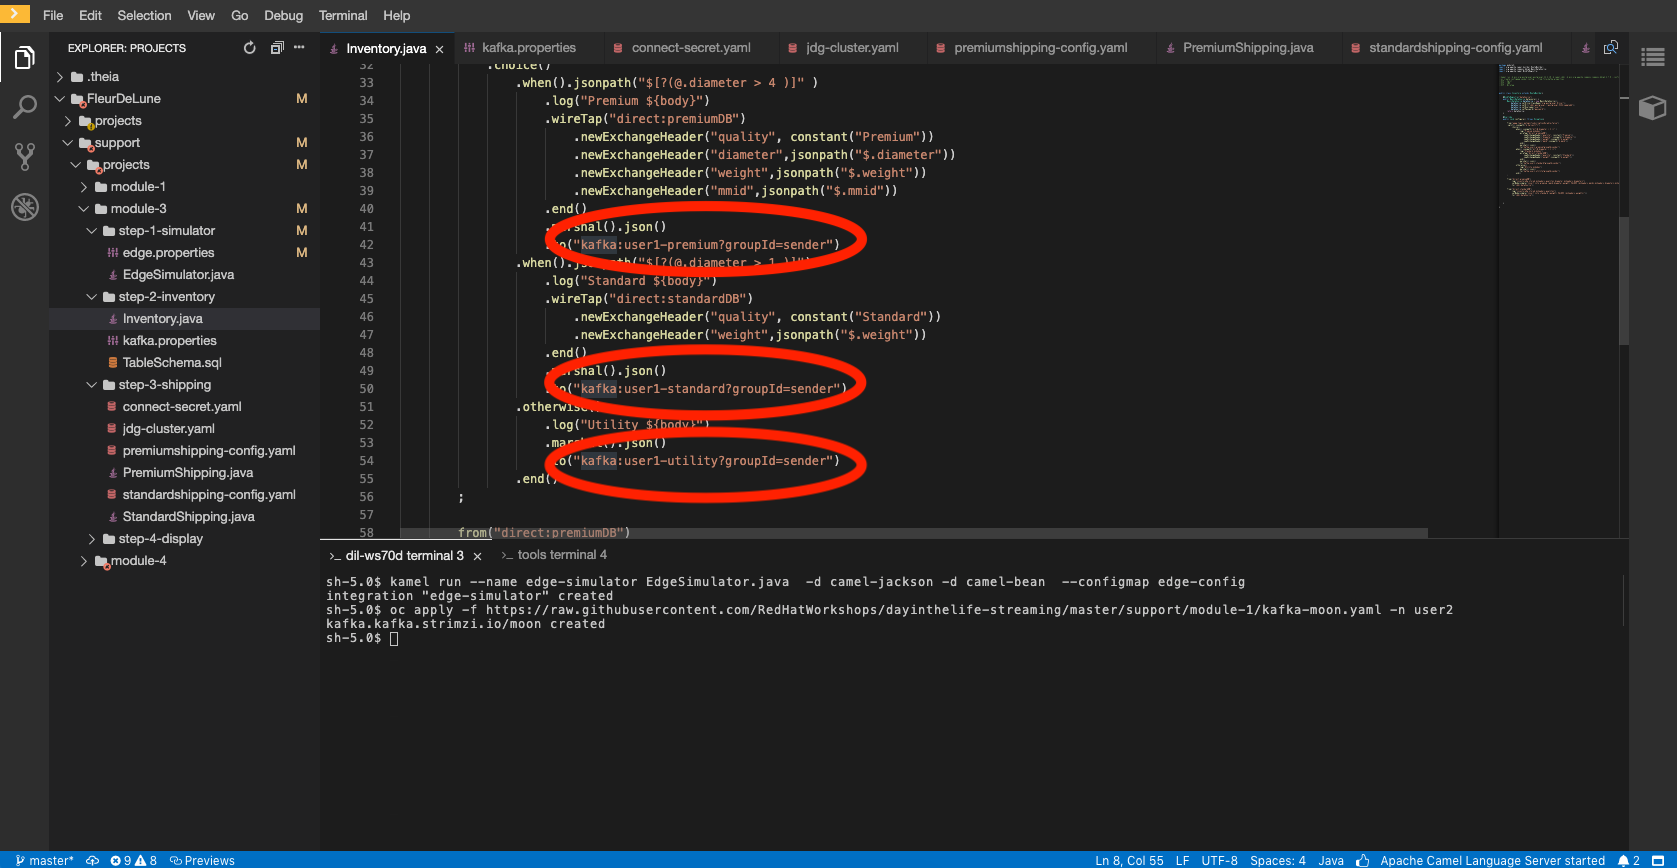 File Edit Selection View Go Debug Terminal Help
EXPLORER: PROJECTS
.theia
FleurDeLune M
projects
support M
projects M
module-1
module-3 M
step-1-simulator M
edge.properties M
EdgeSimulator.java
step-2-inventory
Inventory.java
kafka.properties
TableSchema.sql
step-3-shipping
connect-secret.yaml
jdg-cluster.yaml
premiumshipping-config.yaml
PremiumShipping.java
standardshipping-config.yaml
StandardShipping.java
step-4-display
module-4
Inventory.java kafka.properties connect-secret.yaml jdg-cluster.yaml premiumshipping-config.yaml PremiumShipping.java standardshipping-config.yaml
32 .choice()
33 .when().jsonpath("$[?(@.diameter > 4 )]" )
34 .log("Premium ${body}")
35 .wireTap("direct:premiumDB")
36 .newExchangeHeader("quality", constant("Premium"))
37 .newExchangeHeader("diameter",jsonpath("$.diameter"))
38 .newExchangeHeader("weight",jsonpath("$.weight"))
39 .newExchangeHeader("mmid",jsonpath("$.mmid"))
40 .end()
41 .marshal().json()
42 .to("kafka:user1-premium?groupId=sender")
43 .when().jsonpath("$[?(@.diameter > 1 )]")
44 .log("Standard ${body}")
45 .wireTap("direct:standardDB")
46 .newExchangeHeader("quality", constant("Standard"))
47 .newExchangeHeader("weight",jsonpath("$.weight"))
48 .end()
49 .marshal().json()
50 .to("kafka:user1-standard?groupId=sender")
51 .otherwise()
52 .log("Utility ${body}")
53 .marshal().json()
54 .to("kafka:user1-utility?groupId=sender")
55 .end()
56 ;
57
58 from("direct:premiumDB")
>_ dil-ws70d terminal 3 >_ tools terminal 4
sh-5.0$ kamel run --name edge-simulator EdgeSimulator.java -d camel-jackson -d camel-bean --configmap edge-config
integration "edge-simulator" created
sh-5.0$ oc apply -f https://raw.githubusercontent.com/RedHatWorkshops/dayinthelife-streaming/master/support/module-1/kafka-moon.yaml -n user2
kafka.kafka.strimzi.io/moon created
sh-5.0$
master* 9 8 Previews Ln 8, Col 55 LF UTF-8 Spaces: 4 Java Apache Camel Language Server started 2